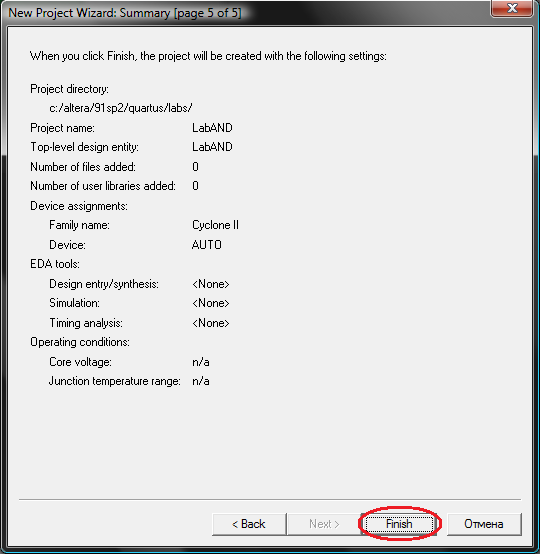 New Project Wizard: Summary [page 5 of 5]
When you click Finish, the project will be created with the following settings:
Project directory:
c:/altera/91sp2/quartus/labs/
Project name: LabAND
Top-level design entity: LabAND
Number of files added: 0
Number of user libraries added: 0
Device assignments:
Family name: Cyclone II
Device: AUTO
EDA tools:
Design entry/synthesis: <None>
Simulation: <None>
Timing analysis: <None>
Operating conditions:
Core voltage: n/a
Junction temperature range: n/a
< Back Next > Finish Отмена